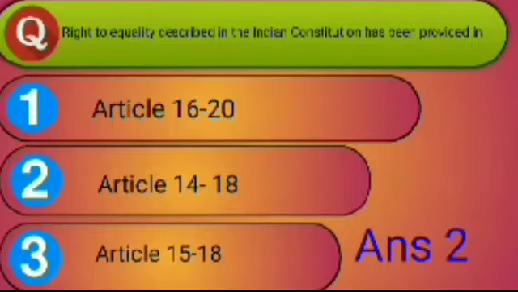 Q Right to equality described in the Indian Constitution has been provided in
1 Article 16-20
2 Article 14- 18
3 Article 15-18
Ans 2